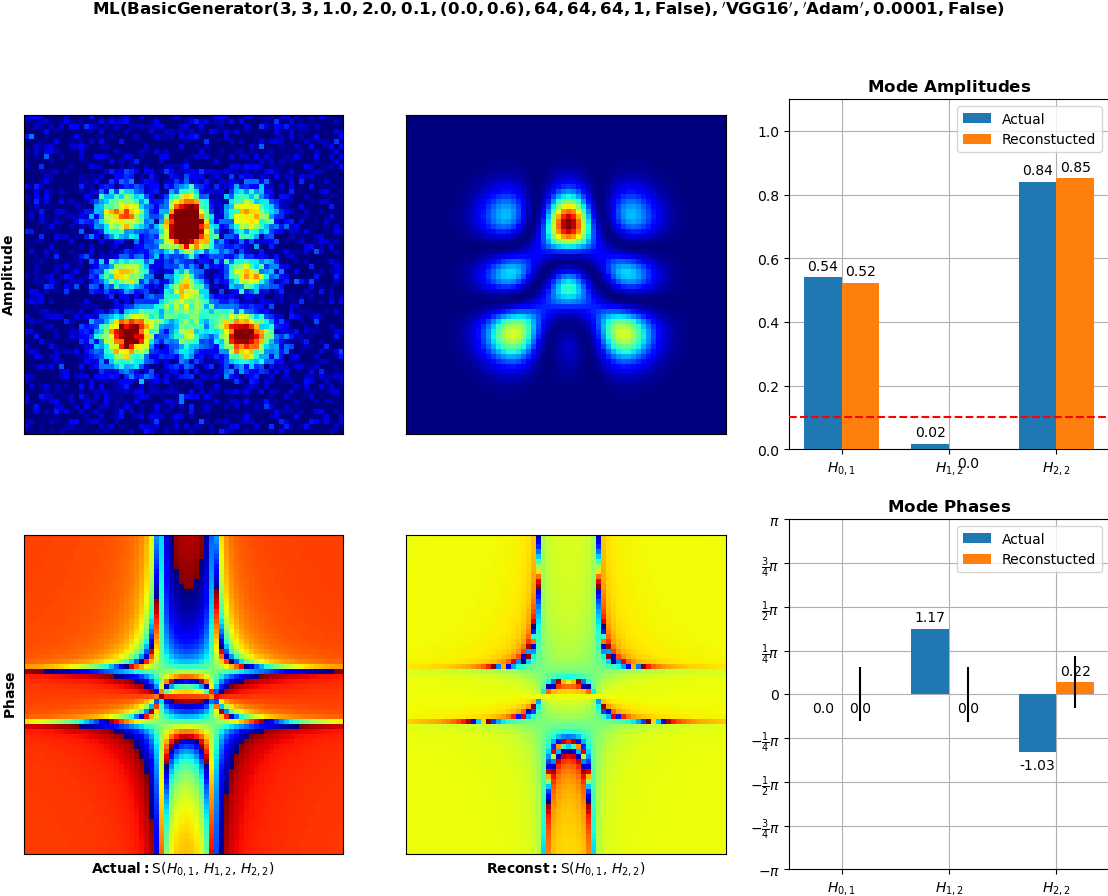 ML(BasicGenerator(3, 3, 1.0, 2.0, 0.1, (0.0, 0.6), 64, 64, 64, 1, False), ′VGG16′, ′Adam′, 0.0001, False)
Amplitude
Mode Amplitudes
Actual
Reconstucted
1.0
0.8
0.6
0.4
0.2
0.0
0.54
0.52
0.02
0.0
0.84
0.85
H0, 1
H1, 2
H2, 2
Phase
Actual: S(H0, 1, H1, 2, H2, 2)
Reconst: S(H0, 1, H2, 2)
Mode Phases
Actual
Reconstucted
π
3/4π
1/2π
1/4π
0
−1/4π
−1/2π
−3/4π
−π
0.0
0.0
1.17
0.0
-1.03
0.22
H0, 1
H1, 2
H2, 2